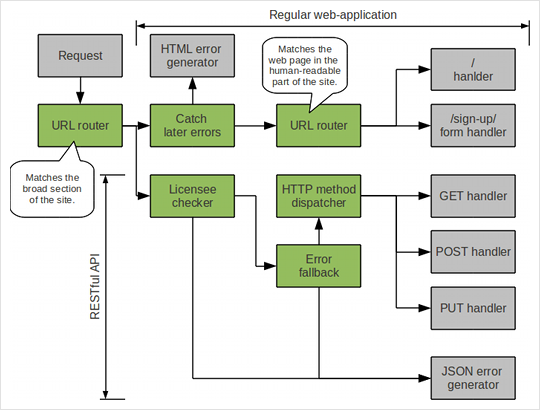 Regular web-application
Request
HTML error
generator
Matches the
web page in the
human-readable
part of the site.
/
hanlder
URL router
Catch
later errors
URL router
/sign-up/
form handler
Matches the
broad section
of the site.
Licensee
checker
HTTP method
dispatcher
GET handler
RESTful API
Error
fallback
POST handler
PUT handler
JSON error
generator